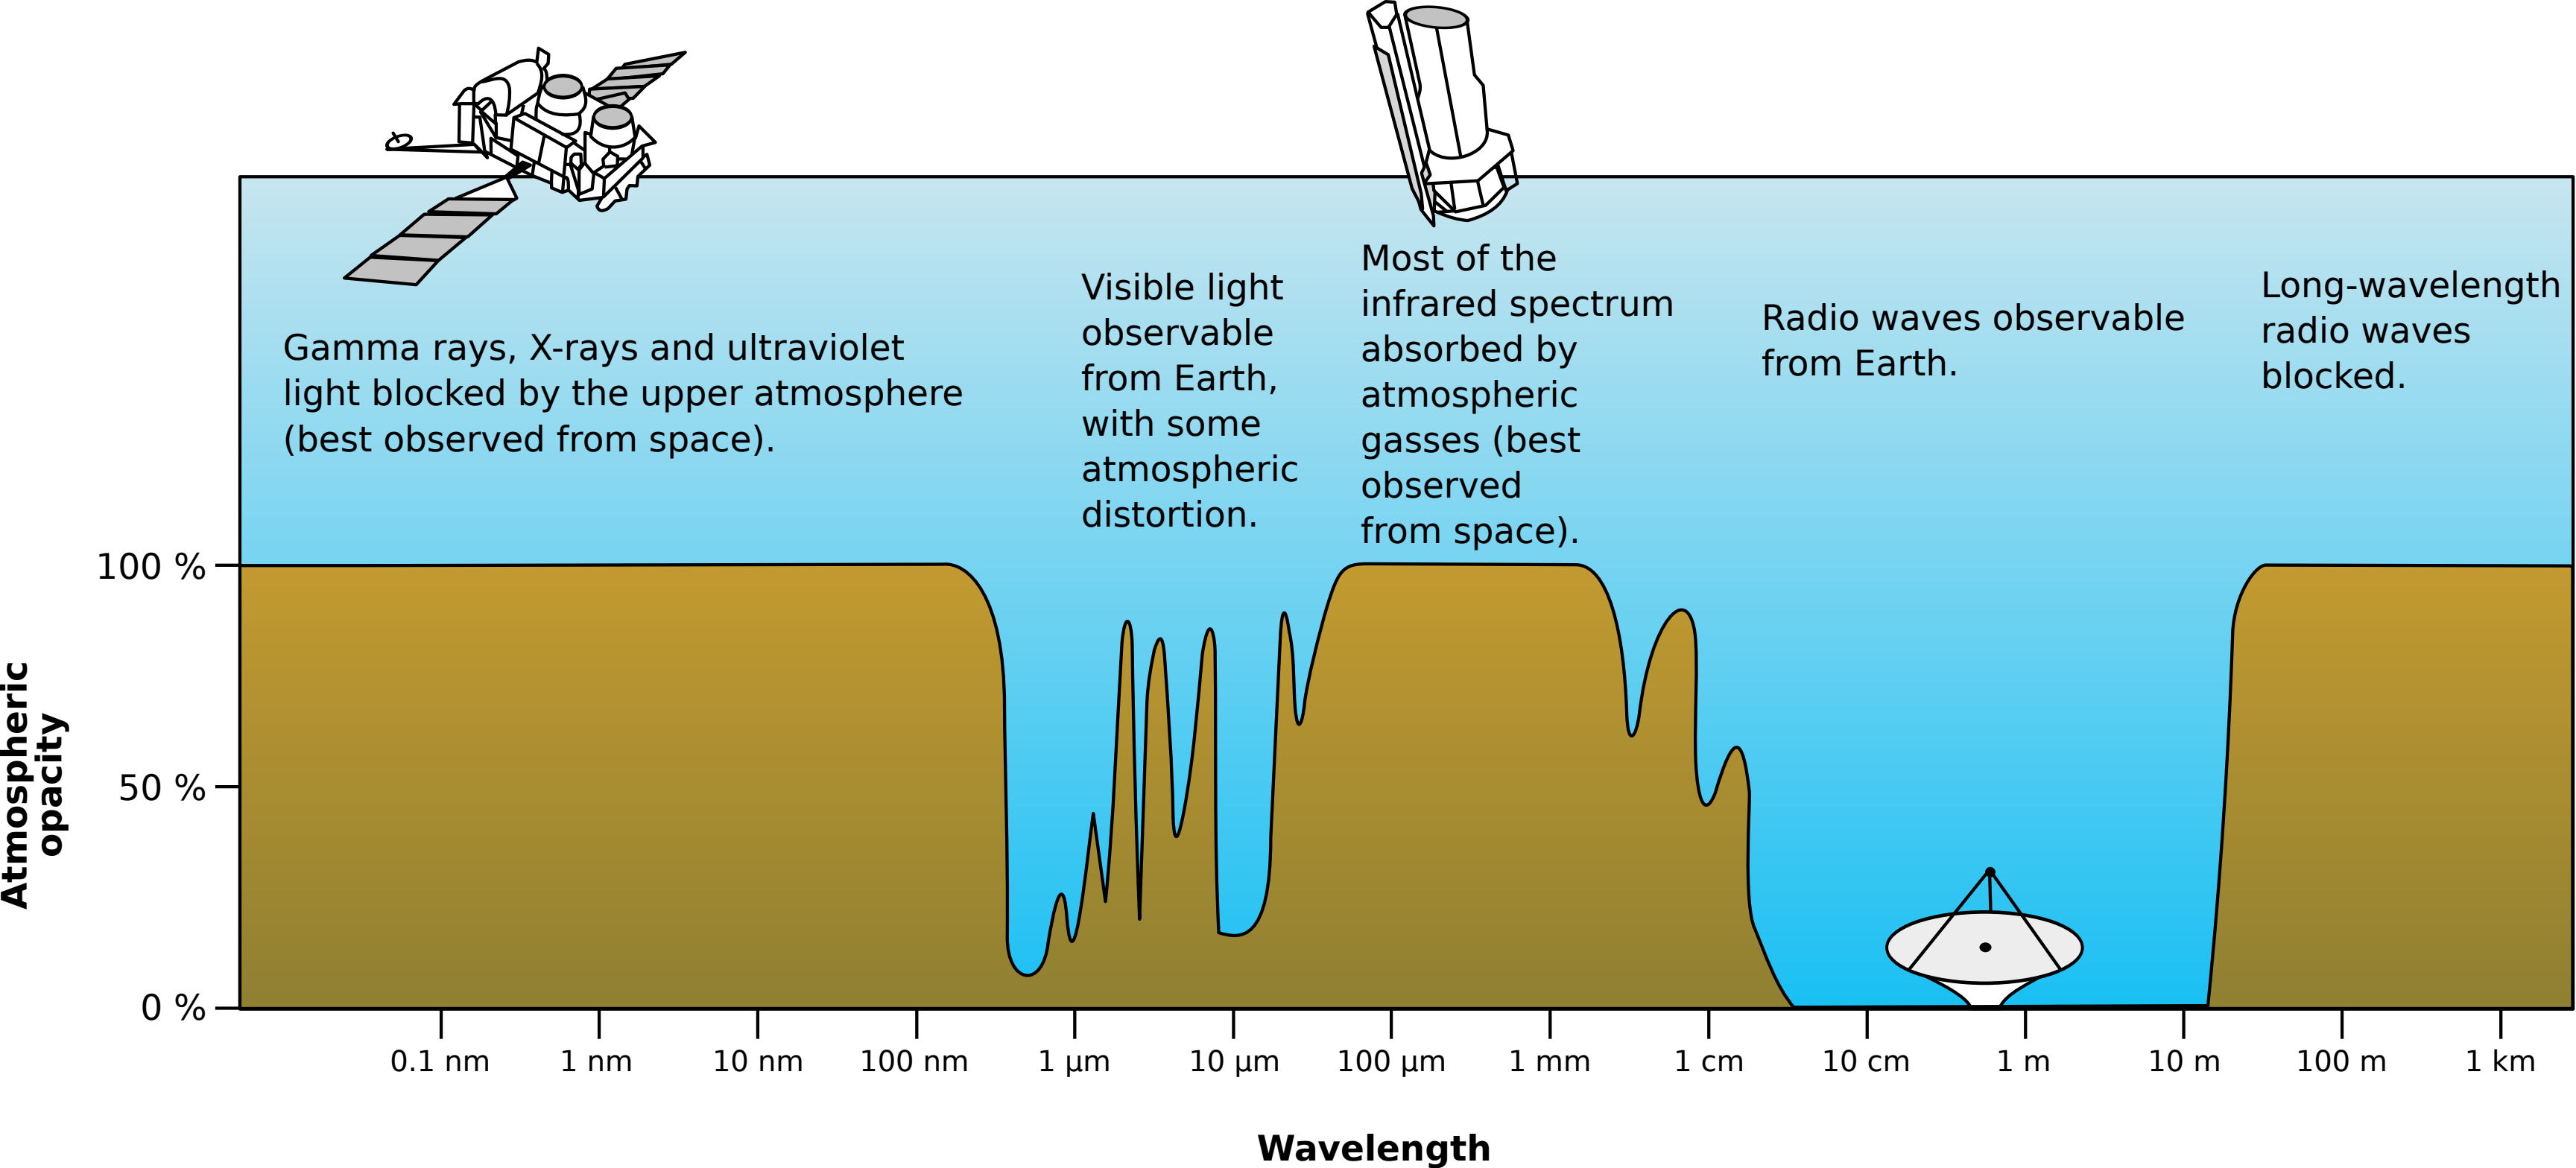 Gamma rays, X-rays and ultraviolet
light blocked by the upper atmosphere
(best observed from space).
Visible light
observable
from Earth,
with some
atmospheric
distortion.
Most of the
infrared spectrum
absorbed by
atmospheric
gasses (best
observed
from space).
Radio waves observable
from Earth.
Long-wavelength
radio waves
blocked.
Atmospheric
opacity
100 %
50 %
0 %
0.1 nm
1 nm
10 nm
100 nm
1 μm
10 μm
100 μm
1 mm
1 cm
10 cm
1 m
10 m
100 m
1 km
Wavelength